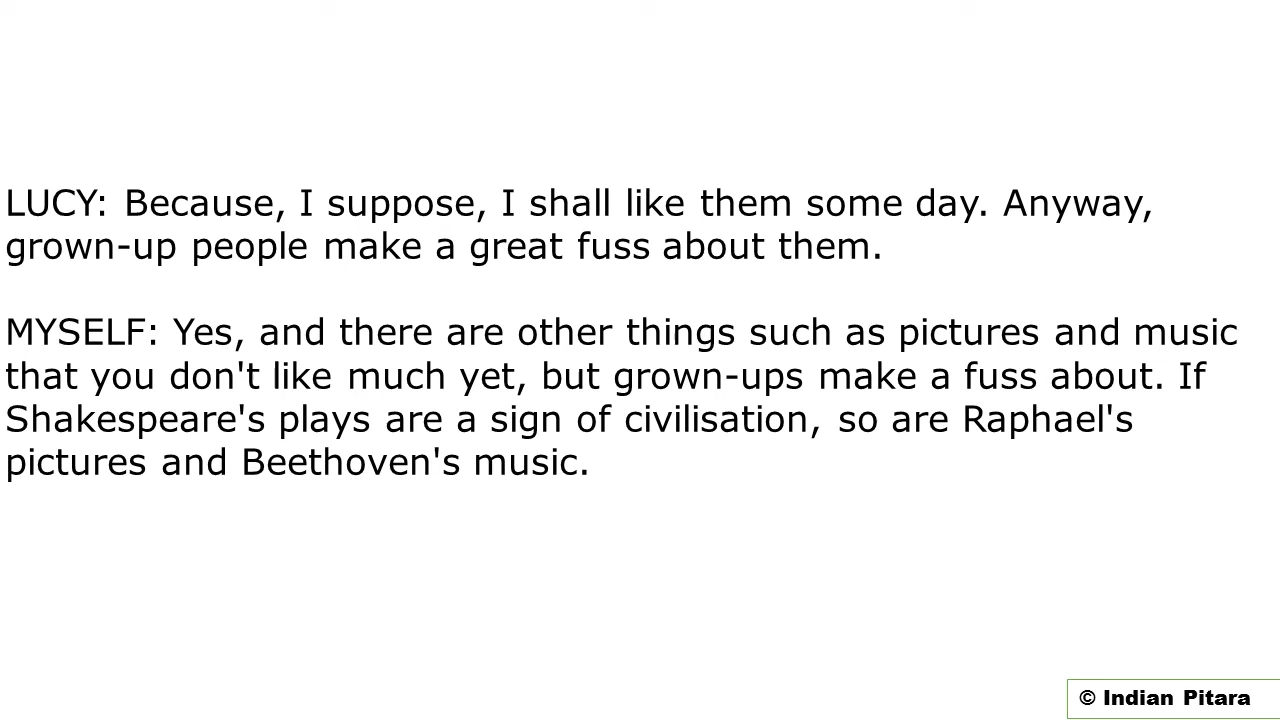 LUCY: Because, I suppose, I shall like them some day. Anyway,
grown-up people make a great fuss about them.
MYSELF: Yes, and there are other things such as pictures and music
that you don't like much yet, but grown-ups make a fuss about. If
Shakespeare's plays are a sign of civilisation, so are Raphael's
pictures and Beethoven's music.
© Indian Pitara